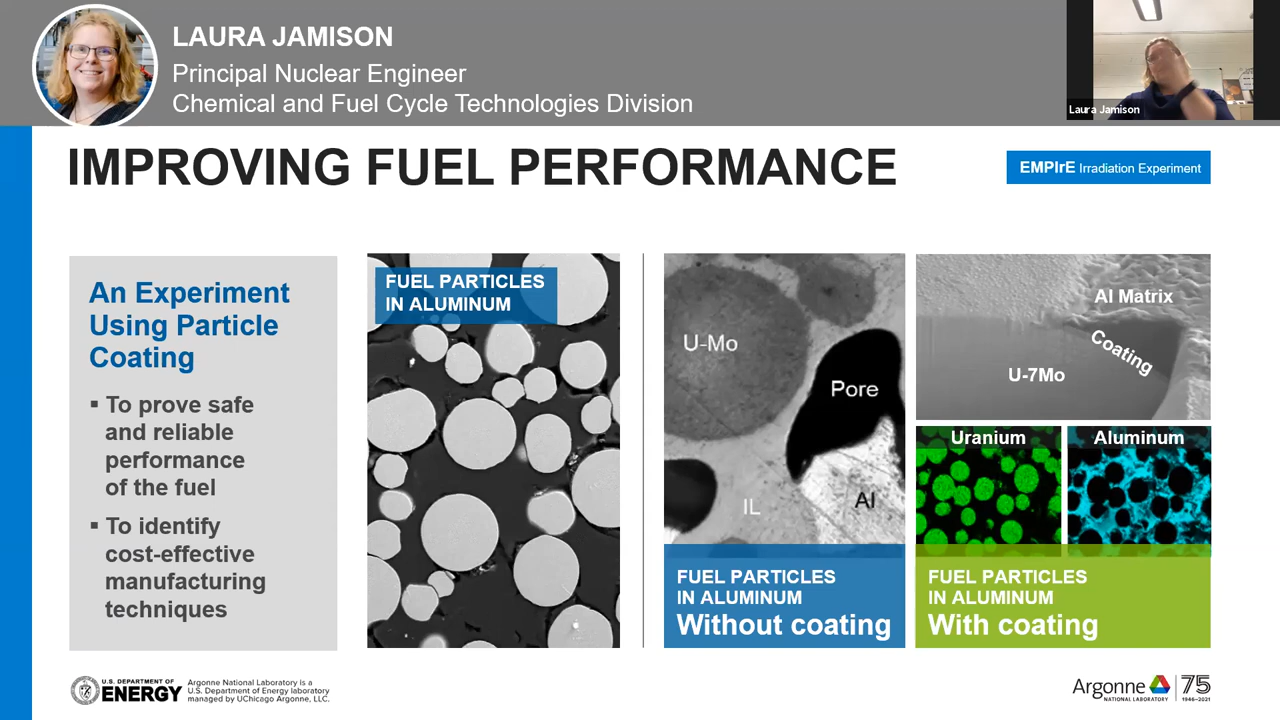 LAURA JAMISON
Principal Nuclear Engineer
Chemical and Fuel Cycle Technologies Division
Laura Jamison
IMPROVING FUEL PERFORMANCE
EMPIrE Irradiation Experiment
An Experiment
Using Particle
Coating
▪ To prove safe
and reliable
performance
of the fuel
▪ To identify
cost-effective
manufacturing
techniques
FUEL PARTICLES
IN ALUMINUM
U-Mo
Pore
IL
Al
FUEL PARTICLES
IN ALUMINUM
Without coating
Al Matrix
Coating
U-7Mo
Uranium
Aluminum
FUEL PARTICLES
IN ALUMINUM
With coating
U.S. DEPARTMENT OF
ENERGY
Argonne National Laboratory is a
U.S. Department of Energy laboratory
managed by UChicago Argonne, LLC.
Argonne
NATIONAL LABORATORY
75
1946–2021